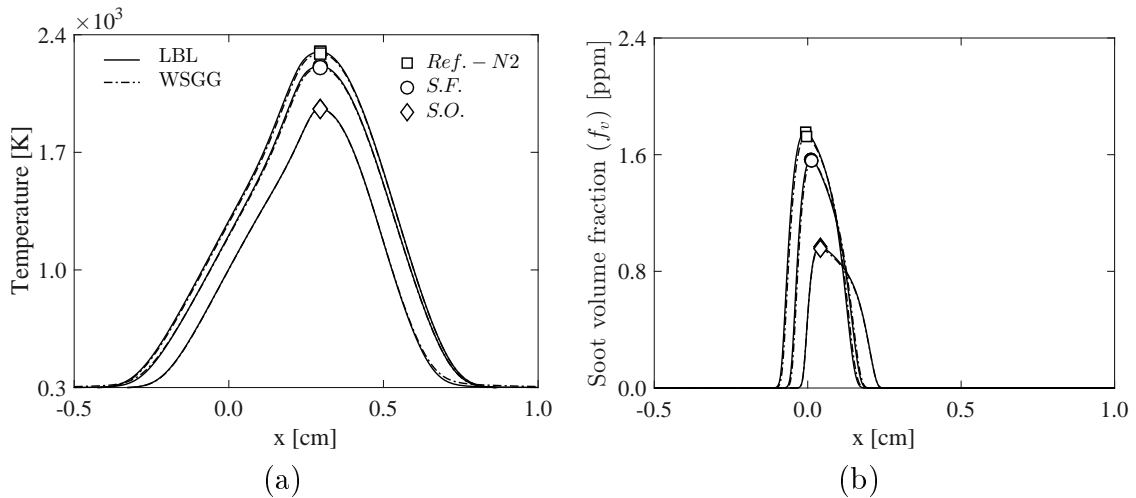 ×10³
2.4
1.7
1.0
0.3
-0.5
0.0
0.5
1.0
Temperature [K]
x [cm]
LBL
WSGG
Ref. − N2
S.F.
S.O.
(a)
2.4
1.6
0.8
0.0
-0.5
0.0
0.5
1.0
Soot volume fraction (f_v) [ppm]
x [cm]
(b)